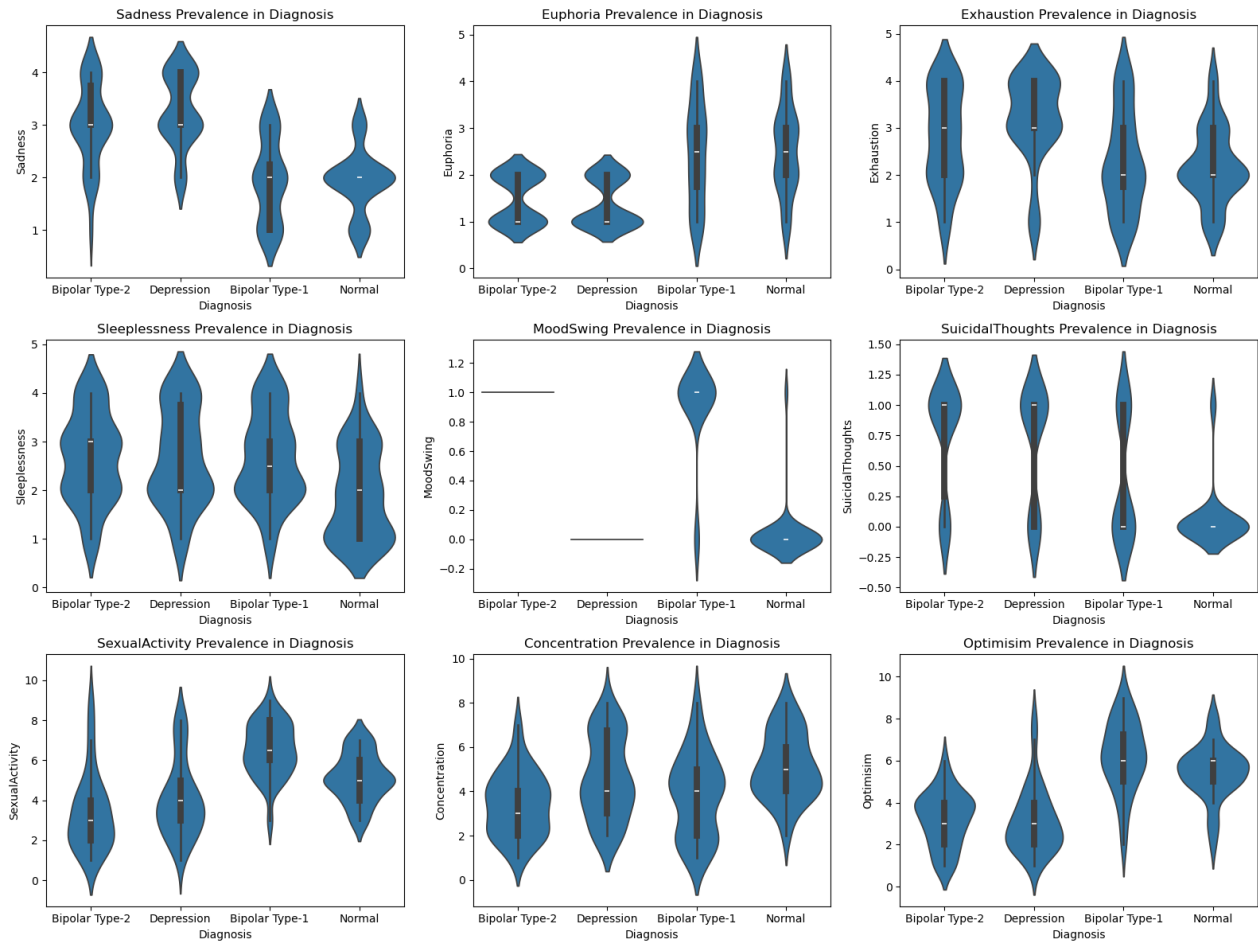 Sadness Prevalence in Diagnosis
Sadness
4
3
2
1
Bipolar Type-2 Depression Bipolar Type-1 Normal
Diagnosis
Euphoria Prevalence in Diagnosis
Euphoria
5
4
3
2
1
0
Bipolar Type-2 Depression Bipolar Type-1 Normal
Diagnosis
Exhaustion Prevalence in Diagnosis
Exhaustion
5
4
3
2
1
0
Bipolar Type-2 Depression Bipolar Type-1 Normal
Diagnosis
Sleeplessness Prevalence in Diagnosis
Sleeplessness
5
4
3
2
1
0
Bipolar Type-2 Depression Bipolar Type-1 Normal
Diagnosis
MoodSwing Prevalence in Diagnosis
MoodSwing
1.2
1.0
0.8
0.6
0.4
0.2
0.0
−0.2
Bipolar Type-2 Depression Bipolar Type-1 Normal
Diagnosis
SuicidalThoughts Prevalence in Diagnosis
SuicidalThoughts
1.50
1.25
1.00
0.75
0.50
0.25
0.00
−0.25
−0.50
Bipolar Type-2 Depression Bipolar Type-1 Normal
Diagnosis
SexualActivity Prevalence in Diagnosis
SexualActivity
10
8
6
4
2
0
Bipolar Type-2 Depression Bipolar Type-1 Normal
Diagnosis
Concentration Prevalence in Diagnosis
Concentration
10
8
6
4
2
0
Bipolar Type-2 Depression Bipolar Type-1 Normal
Diagnosis
Optimisim Prevalence in Diagnosis
Optimisim
10
8
6
4
2
0
Bipolar Type-2 Depression Bipolar Type-1 Normal
Diagnosis